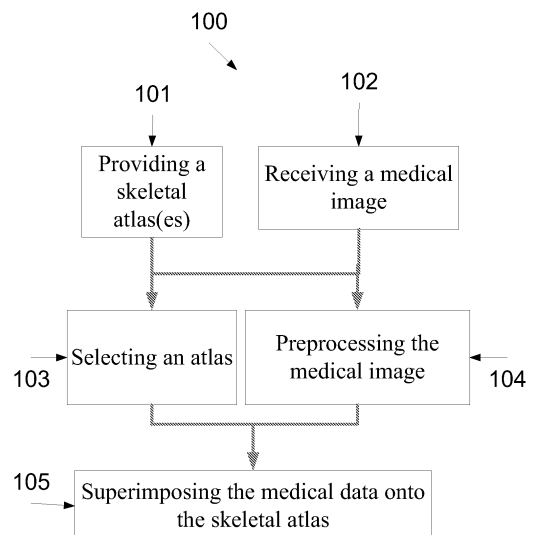 100
101
102
Providing a
skeletal
atlas(es)
Receiving a medical
image
Selecting an atlas
Preprocessing the
medical image
103
104
105
Superimposing the medical data onto
the skeletal atlas